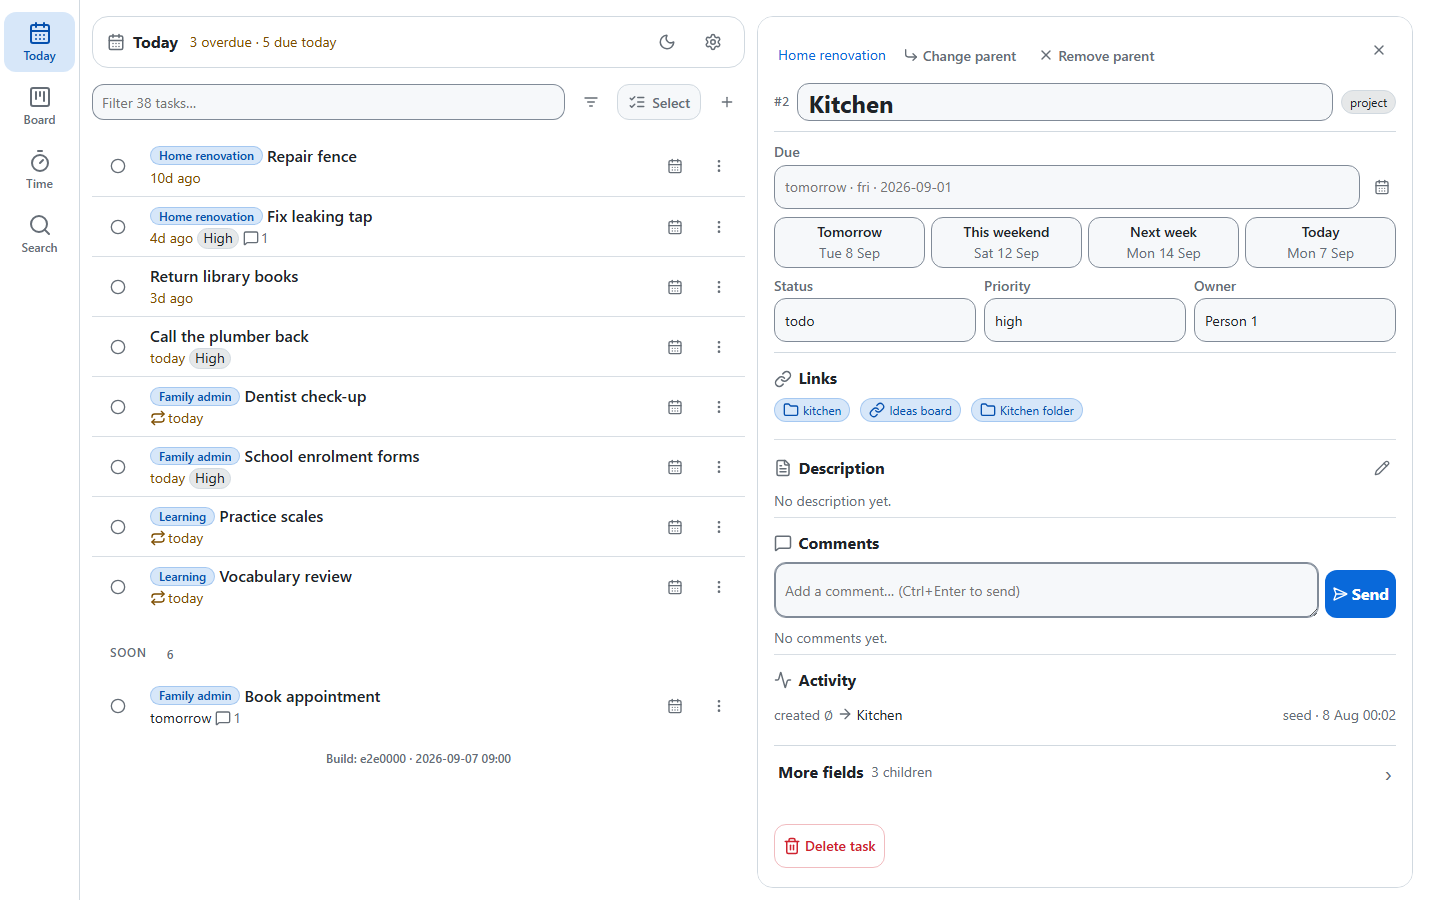 Today
Board
Time
Search
Today 3 overdue · 5 due today
Filter 38 tasks...
Select
Home renovation Repair fence
10d ago
Home renovation Fix leaking tap
4d ago High 1
Return library books
3d ago
Call the plumber back
today High
Family admin Dentist check-up
today
Family admin School enrolment forms
today High
Learning Practice scales
today
Learning Vocabulary review
today
SOON 6
Family admin Book appointment
tomorrow 1
Build: e2e0000 · 2026-09-07 09:00
Home renovation Change parent Remove parent
#2 Kitchen project
Due
tomorrow · fri · 2026-09-01
Tomorrow This weekend Next week Today
Tue 8 Sep Sat 12 Sep Mon 14 Sep Mon 7 Sep
Status Priority Owner
todo high Person 1
Links
kitchen Ideas board Kitchen folder
Description
No description yet.
Comments
Add a comment... (Ctrl+Enter to send)
Send
No comments yet.
Activity
created ∅ → Kitchen seed · 8 Aug 00:02
More fields 3 children
Delete task